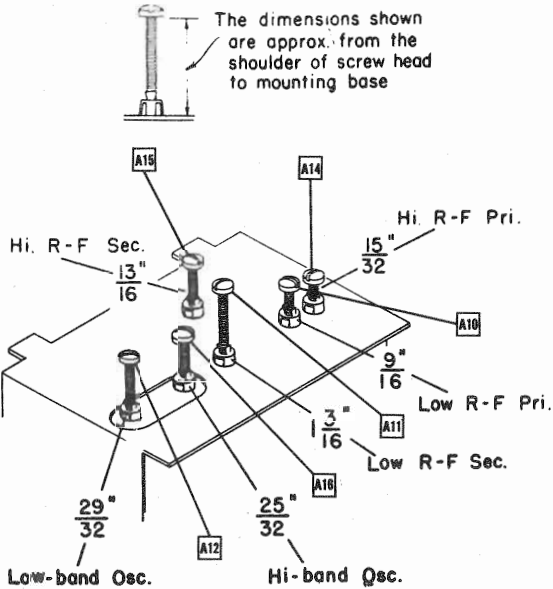 The dimensions shown
are approx. from the
shoulder of screw head
to mounting base
A15
A14
Hi. R-F Pri.
15"
32
Hi. R-F Sec.
13"
16
A10
9"
16
Low R-F Pri.
1 3"
16
A11
Low R-F Sec.
A16
29"
32
A12
25"
32
Low-band Osc.
Hi-band Osc.